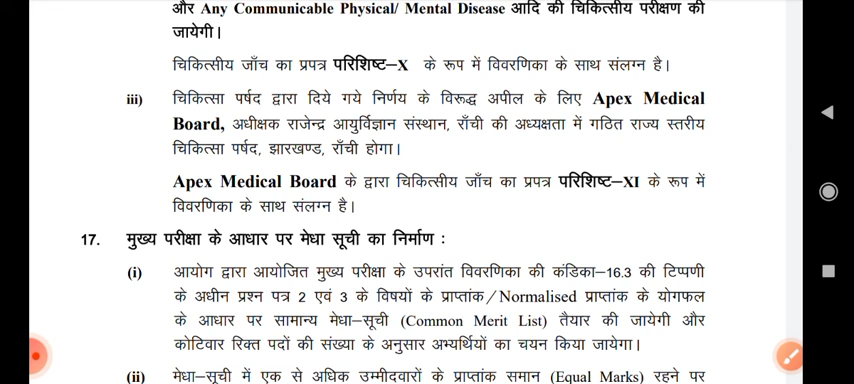 और Any Communicable Physical/ Mental Disease आदि की चिकित्सीय परीक्षण की
जायेगी।
चिकित्सीय जाँच का प्रपत्र परिशिष्ट–X के रूप में विवरणिका के साथ संलग्न है।
iii) चिकित्सा पर्षद द्वारा दिये गये निर्णय के विरूद्ध अपील के लिए Apex Medical
Board, अधीक्षक राजेन्द्र आयुर्विज्ञान संस्थान, राँची की अध्यक्षता में गठित राज्य स्तरीय
चिकित्सा पर्षद, झारखण्ड, राँची होगा।
Apex Medical Board के द्वारा चिकित्सीय जाँच का प्रपत्र परिशिष्ट–XI के रूप में
विवरणिका के साथ संलग्न है।
17. मुख्य परीक्षा के आधार पर मेधा सूची का निर्माण :
(i) आयोग द्वारा आयोजित मुख्य परीक्षा के उपरांत विवरणिका की कंडिका–16.3 की टिप्पणी
के अधीन प्रश्न पत्र 2 एवं 3 के विषयों के प्राप्तांक/Normalised प्राप्तांक के योगफल
के आधार पर सामान्य मेधा–सूची (Common Merit List) तैयार की जायेगी और
कोटिवार रिक्त पदों की संख्या के अनुसार अभ्यर्थियों का चयन किया जायेगा।
(ii) मेधा–सूची में एक से अधिक उम्मीदवारों के प्राप्तांक समान (Equal Marks) रहने पर